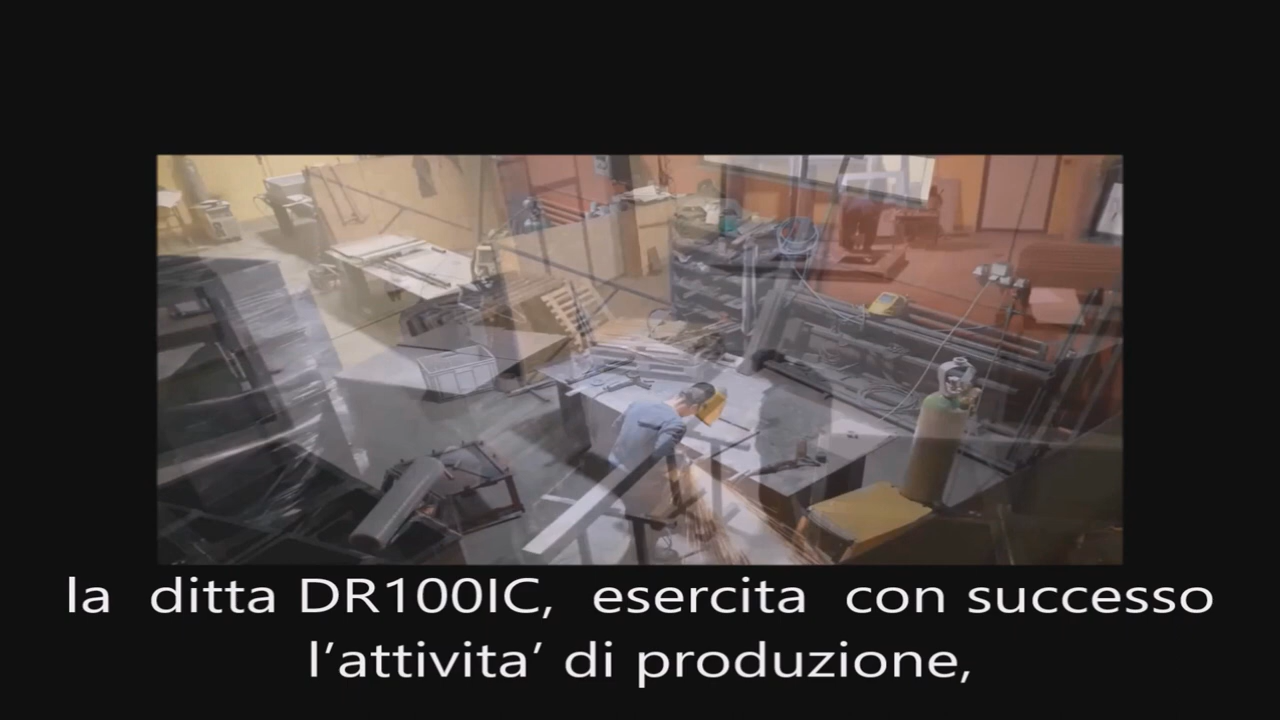 la  ditta DR100IC,  esercita  con successo
l’attivita’ di produzione,